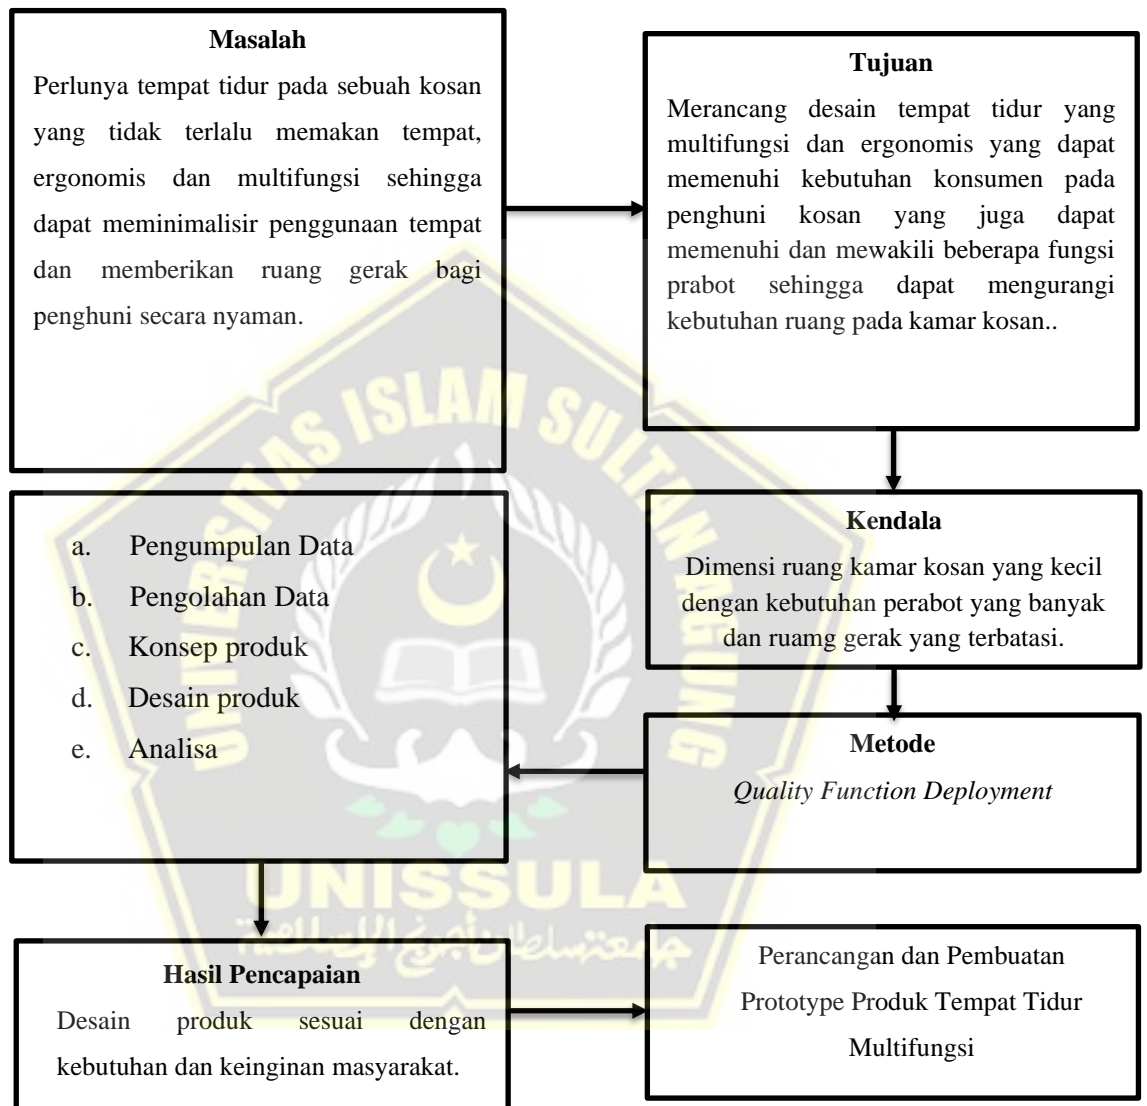 Masalah
Perlunya tempat tidur pada sebuah kosan
yang tidak terlalu memakan tempat,
ergonomis dan multifungsi sehingga
dapat meminimalisir penggunaan tempat
dan memberikan ruang gerak bagi
penghuni secara nyaman.
Tujuan
Merancang desain tempat tidur yang
multifungsi dan ergonomis yang dapat
memenuhi kebutuhan konsumen pada
penghuni kosan yang juga dapat
memenuhi dan mewakili beberapa fungsi
prabot sehingga dapat mengurangi
kebutuhan ruang pada kamar kosan..
Kendala
Dimensi ruang kamar kosan yang kecil
dengan kebutuhan perabot yang banyak
dan ruamg gerak yang terbatasi.
Metode
Quality Function Deployment
a. Pengumpulan Data
b. Pengolahan Data
c. Konsep produk
d. Desain produk
e. Analisa
Hasil Pencapaian
Desain produk sesuai dengan
kebutuhan dan keinginan masyarakat.
Perancangan dan Pembuatan
Prototype Produk Tempat Tidur
Multifungsi
UNIVERSITAS ISLAM SULTAN AGUNG
UNISSULA